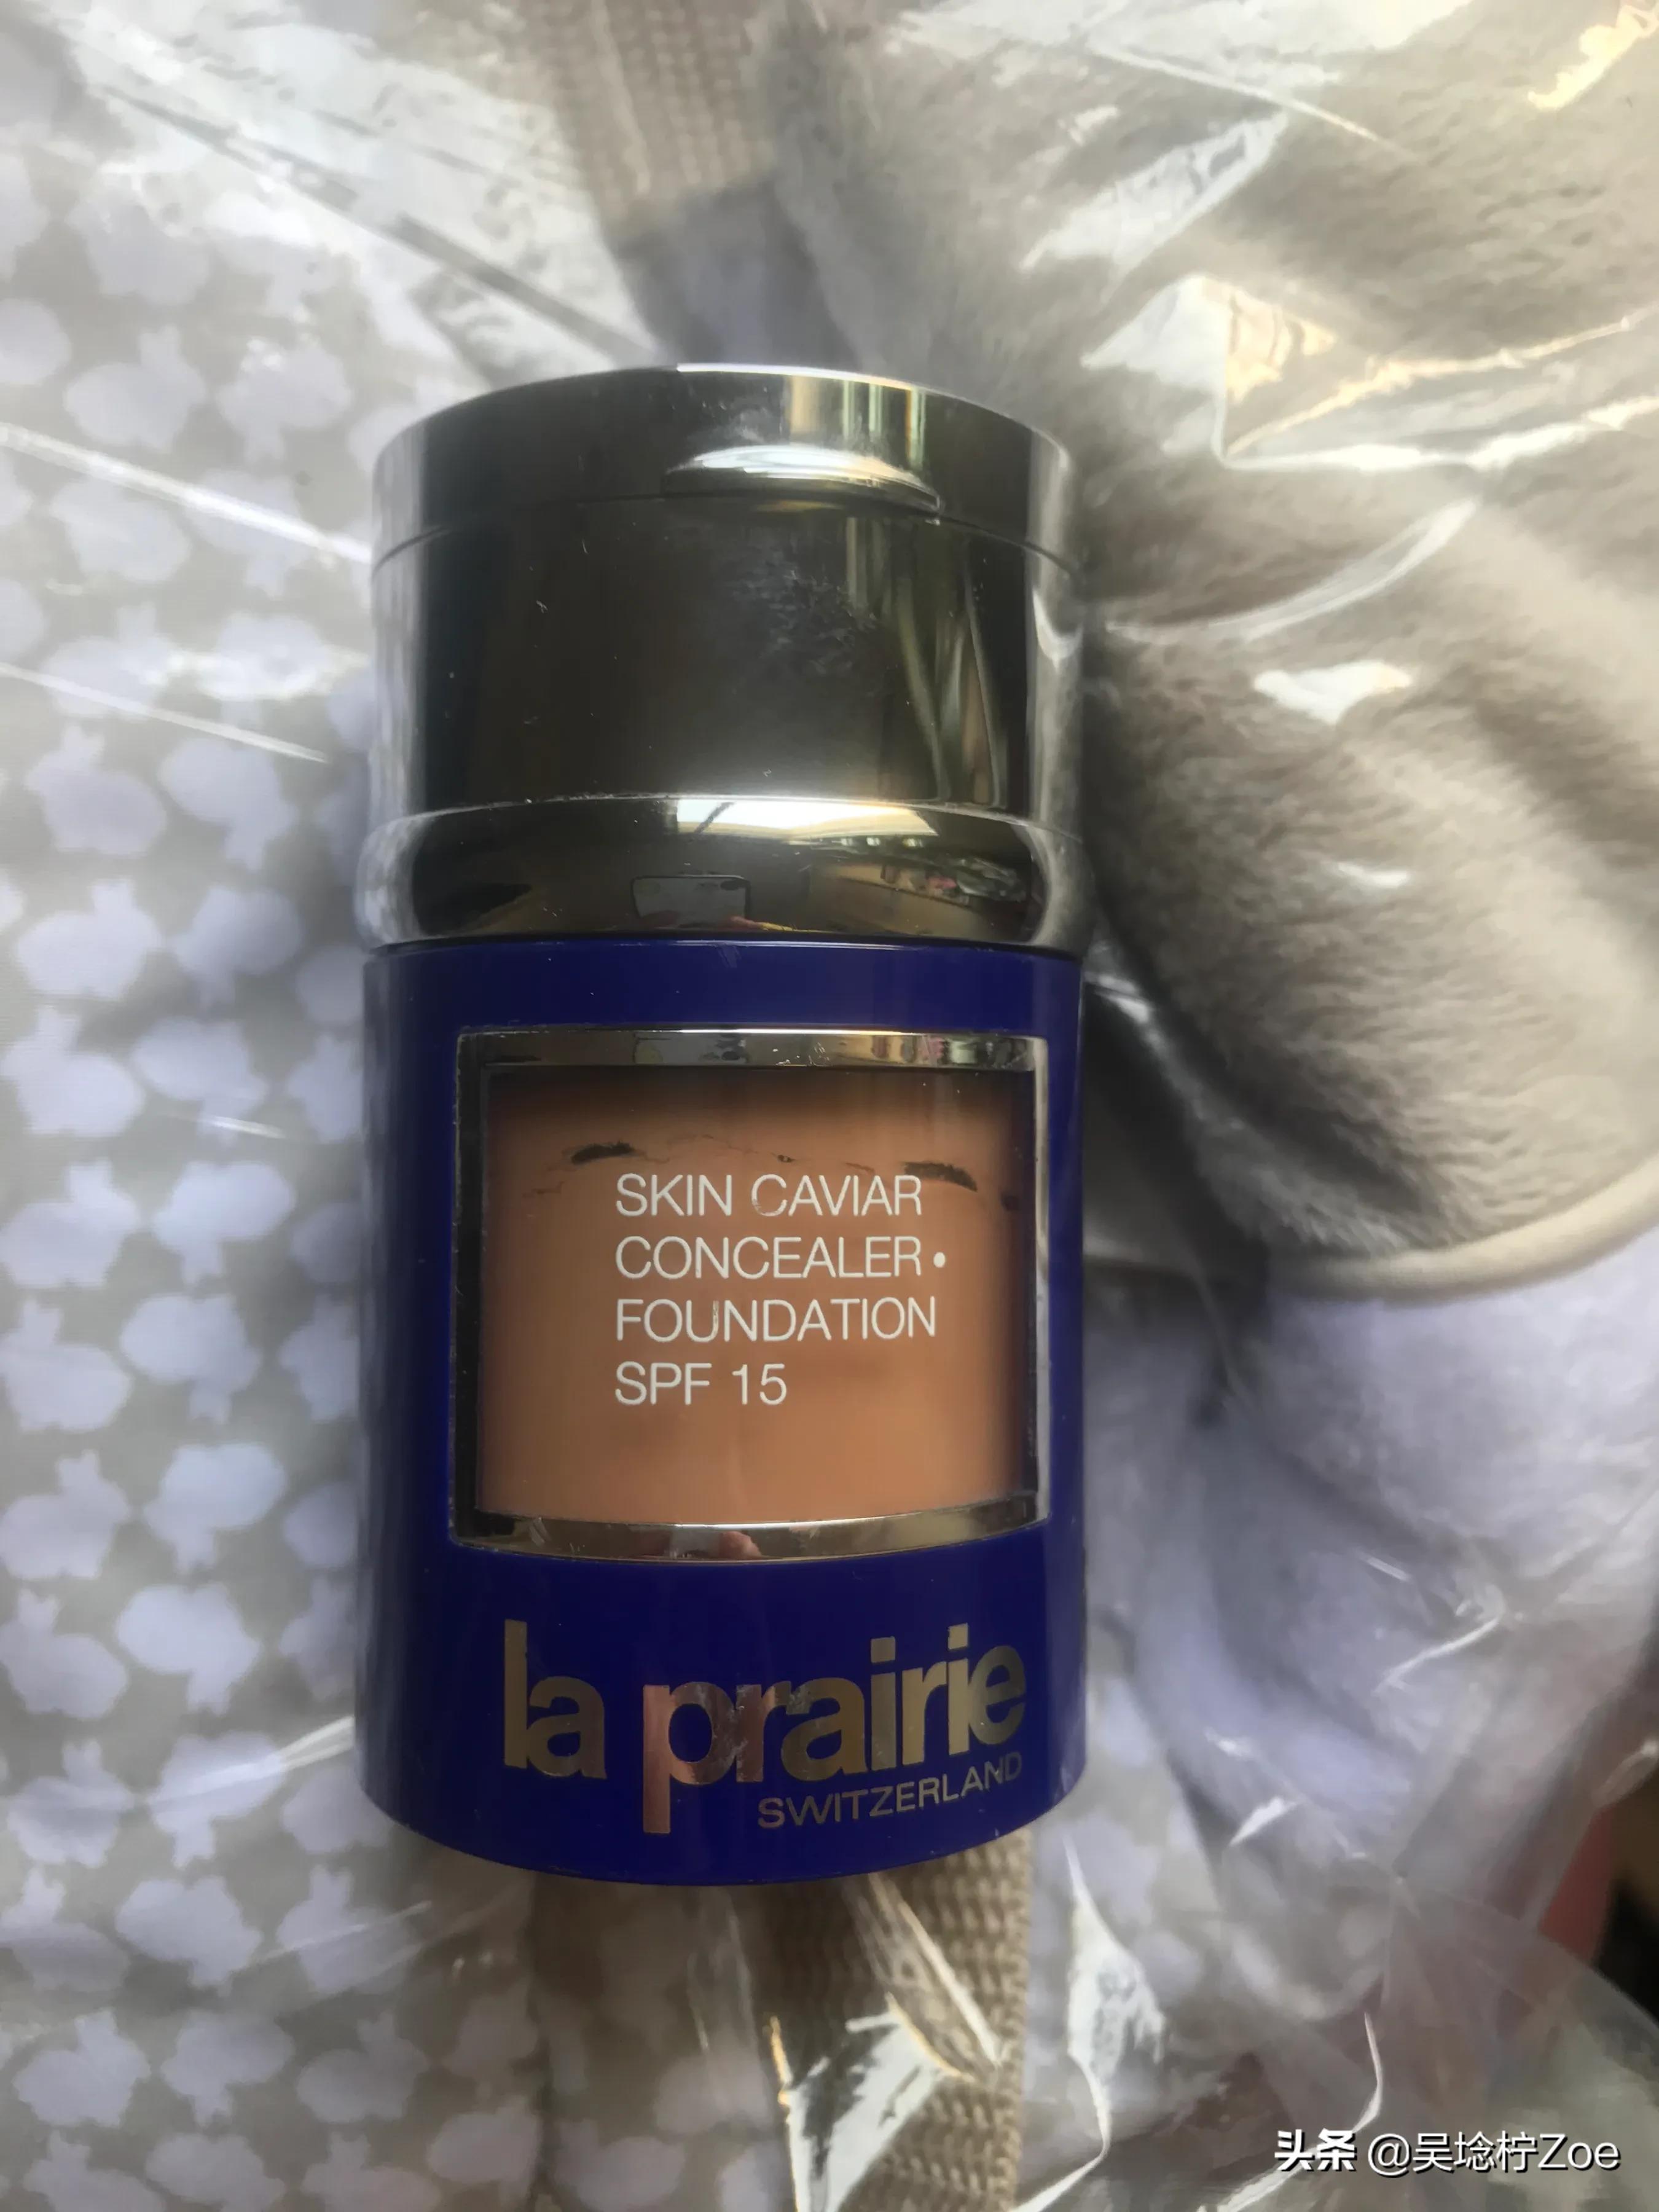 SKIN CAVIAR
CONCEALER •
FOUNDATION
SPF 15
la prairie
SWITZERLAND
头条 @吴埝柠Zoe